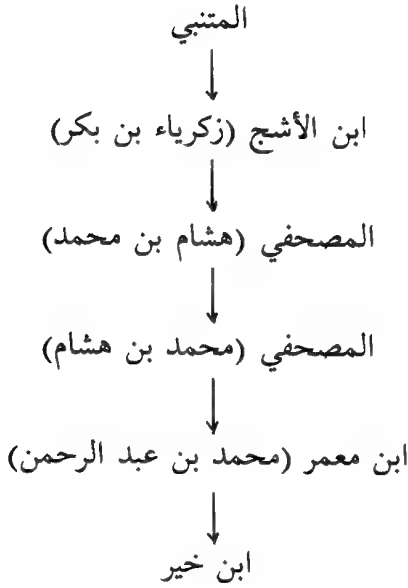 المتنبي
ابن الأشج (زكرياء بن بكر)
المصحفي (هشام بن محمد)
المصحفي (محمد بن هشام)
ابن معمر (محمد بن عبد الرحمن)
ابن خير